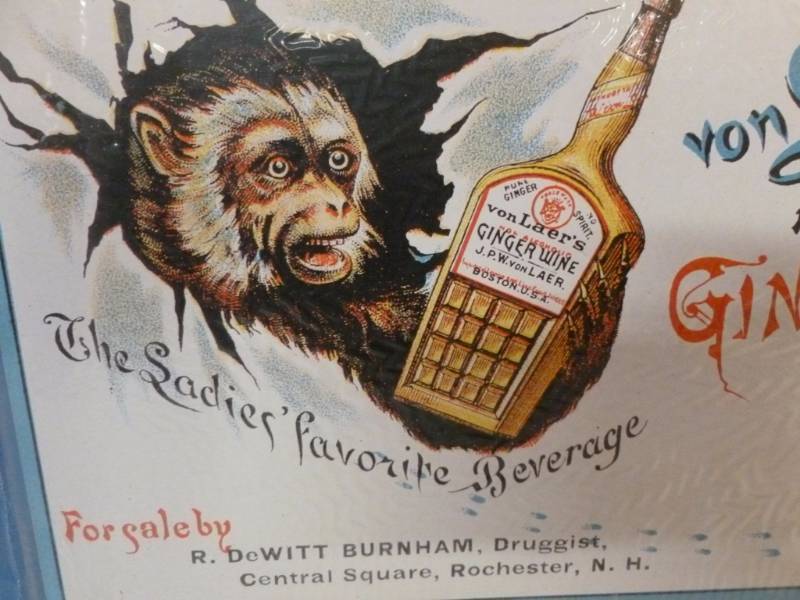 PURE
GINGER
NO
SPIRIT.
von Laer's
GINGER WINE
J.P.W. VON LAER.
BOSTON. U.S.A.
von
GIN
The Ladies' favorite Beverage
For sale by
R. DeWITT BURNHAM, Druggist,
Central Square, Rochester, N. H.